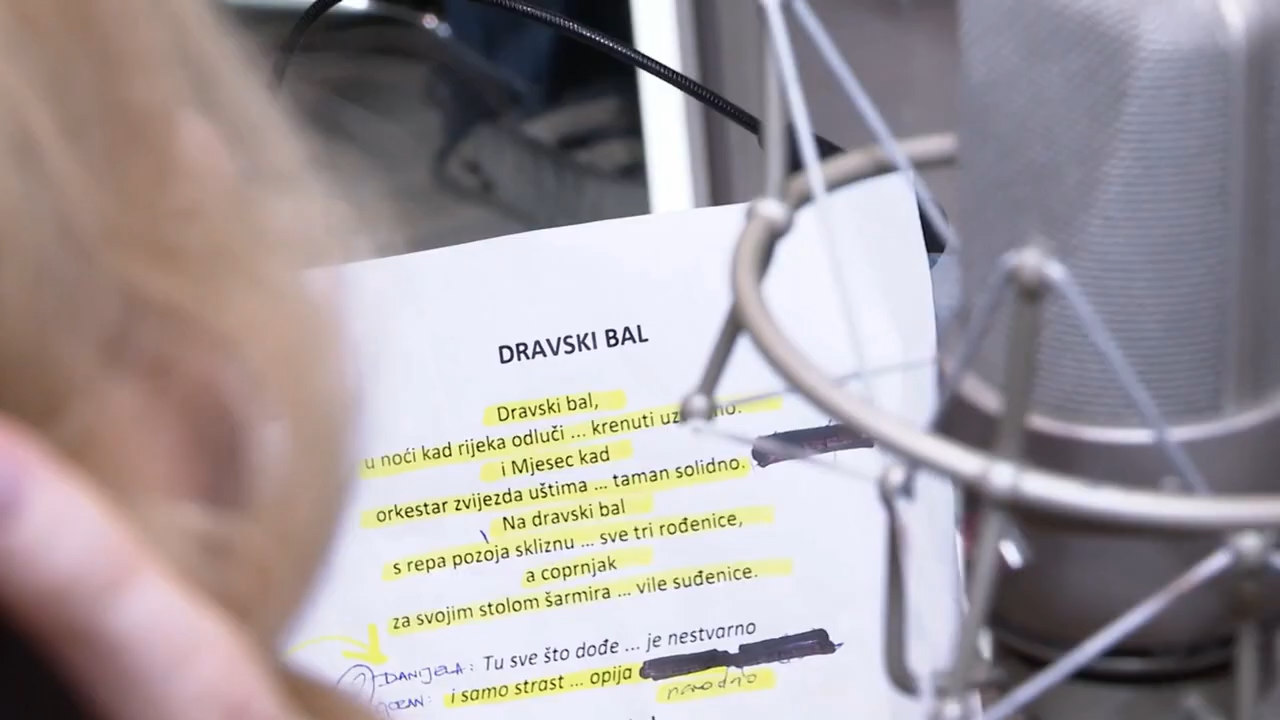 DRAVSKI BAL
Dravski bal,
u noći kad rijeka odluči ... krenuti
i Mjesec kad
orkestar zvijezda uštima ... taman solidno.
Na dravski bal
s repa pozoja skliznu ... sve tri rođenice,
a coprnjak
za svojim stolom šarmira ... vile suđenice.
DANIJELA: Tu sve što dođe ... je nestvarno
i samo strast ... opija
narodno